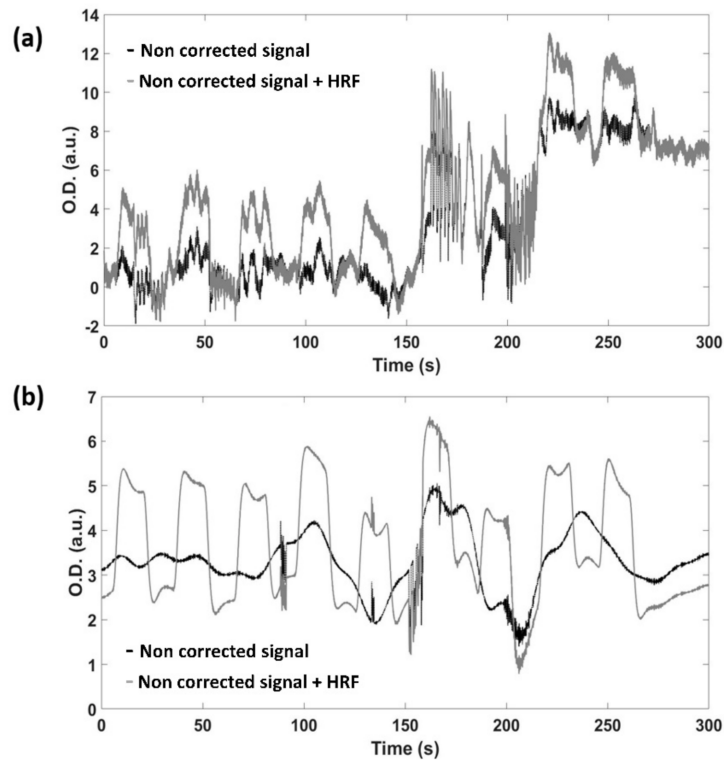 (a)
14
12
10
8
6
4
2
0
-2
O.D. (a.u.)
- Non corrected signal
- Non corrected signal + HRF
0 50 100 150 200 250 300
Time (s)
(b)
7
6
5
4
3
2
1
0
O.D. (a.u.)
- Non corrected signal
- Non corrected signal + HRF
0 50 100 150 200 250 300
Time (s)